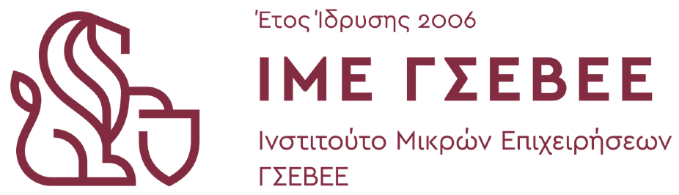 Έτος Ίδρυσης 2006
ΙΜΕ ΓΣΕΒΕΕ
Ινστιτούτο Μικρών Επιχειρήσεων
ΓΣΕΒΕΕ